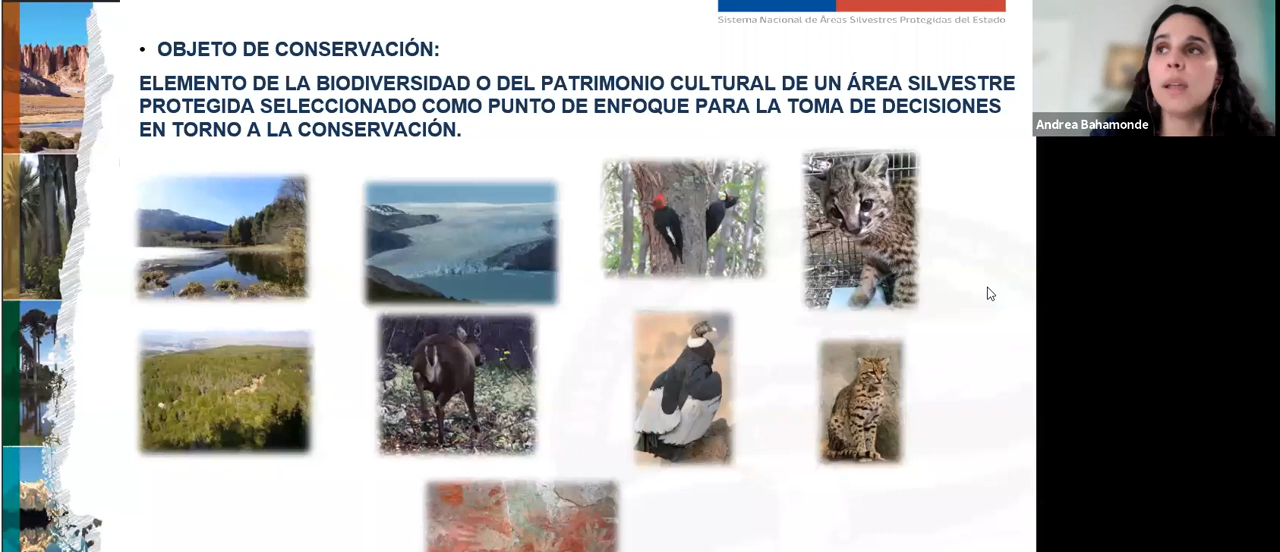 Sistema Nacional de Áreas Silvestres Protegidas del Estado
• OBJETO DE CONSERVACIÓN:
ELEMENTO DE LA BIODIVERSIDAD O DEL PATRIMONIO CULTURAL DE UN ÁREA SILVESTRE
PROTEGIDA SELECCIONADO COMO PUNTO DE ENFOQUE PARA LA TOMA DE DECISIONES
EN TORNO A LA CONSERVACIÓN.
Andrea Bahamonde